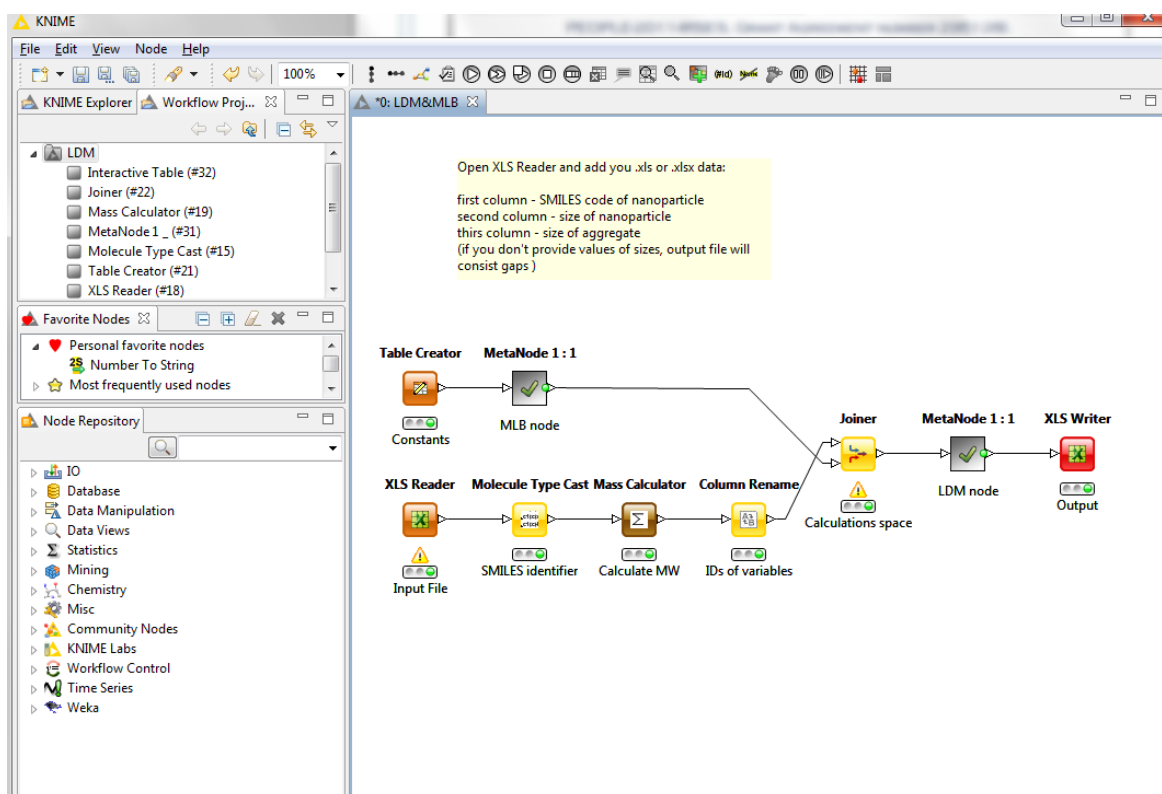 KNIME
File Edit View Node Help
100%
(#id)
Name
KNIME Explorer
Workflow Proj...
*0: LDM&MLB
LDM
Interactive Table (#32)
Joiner (#22)
Mass Calculator (#19)
MetaNode 1 _ (#31)
Molecule Type Cast (#15)
Table Creator (#21)
XLS Reader (#18)
Favorite Nodes
Personal favorite nodes
2S
Number To String
Most frequently used nodes
Node Repository
IO
Database
Data Manipulation
Data Views
Statistics
Mining
Chemistry
Misc
Community Nodes
KNIME Labs
Workflow Control
Time Series
Weka
Open XLS Reader and add you .xls or .xlsx data:
first column - SMILES code of nanoparticle
second column - size of nanoparticle
thirs column - size of aggregate
(if you don't provide values of sizes, output file will
consist gaps )
Table Creator
MetaNode 1 : 1
Constants
MLB node
Joiner
MetaNode 1 : 1
XLS Writer
Calculations space
LDM node
Output
XLS Reader
Molecule Type Cast
Mass Calculator
Column Rename
Input File
SMILES identifier
Calculate MW
IDs of variables